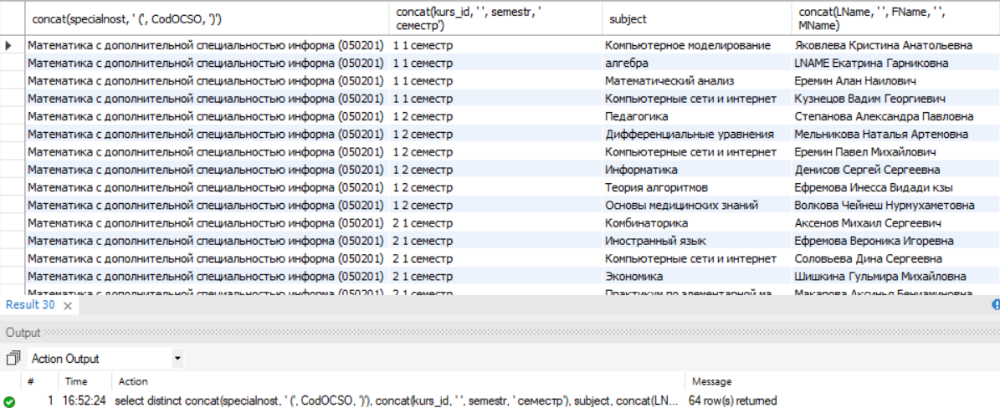 concat(specialnost, ' (', CodOCSO, ')') concat(kurs_id, ' ', semestr, ' семестр') subject concat(LName, ' ', FName, ' ', MName)
Математика с дополнительной специальностью информа (050201) 1 1 семестр Компьютерное моделирование Яковлева Кристина Анатольевна
Математика с дополнительной специальностью информа (050201) 1 1 семестр алгебра LNAME Екатрина Гарниковна
Математика с дополнительной специальностью информа (050201) 1 1 семестр Математический анализ Еремин Алан Наилович
Математика с дополнительной специальностью информа (050201) 1 1 семестр Компьютерные сети и интернет Кузнецов Вадим Георгиевич
Математика с дополнительной специальностью информа (050201) 1 2 семестр Педагогика Степанова Александра Павловна
Математика с дополнительной специальностью информа (050201) 1 2 семестр Дифференциальные уравнения Мельникова Наталья Артемовна
Математика с дополнительной специальностью информа (050201) 1 2 семестр Компьютерные сети и интернет Еремин Павел Михайлович
Математика с дополнительной специальностью информа (050201) 1 2 семестр Информатика Денисов Сергей Сергеевна
Математика с дополнительной специальностью информа (050201) 1 2 семестр Теория алгоритмов Ефремова Инесса Видади кзы
Математика с дополнительной специальностью информа (050201) 1 2 семестр Основы медицинских знаний Волкова Чейнеш Нурмухаметовна
Математика с дополнительной специальностью информа (050201) 2 1 семестр Комбинаторика Аксенов Михаил Сергеевич
Математика с дополнительной специальностью информа (050201) 2 1 семестр Иностранный язык Ефремова Вероника Игоревна
Математика с дополнительной специальностью информа (050201) 2 1 семестр Компьютерные сети и интернет Соловьева Дина Сергеевна
Математика с дополнительной специальностью информа (050201) 2 1 семестр Экономика Шишкина Гульмира Михайловна
Математика с дополнительной специальностью информа (050201) 2 1 семестр Практикум по элементарной ма... Макарова Аксинья Бениаминовна
Result 30
Output
Action Output
# Time Action Message
1 16:52:24 select distinct concat(specialnost, ' (', CodOCSO, ')'), concat(kurs_id, ' ', semestr, ' семестр'), subject, concat(LN... 64 row(s) returned